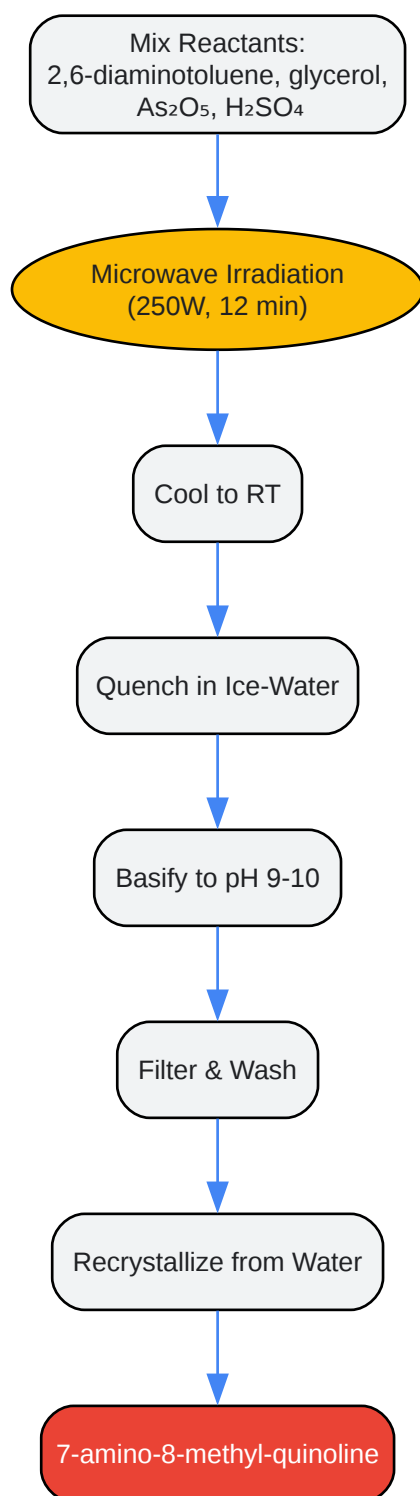 Mix Reactants:
2,6-diaminotoluene, glycerol,
As₂O₅, H₂SO₄
Microwave Irradiation
(250W, 12 min)
Cool to RT
Quench in Ice-Water
Basify to pH 9-10
Filter & Wash
Recrystallize from Water
7-amino-8-methyl-quinoline